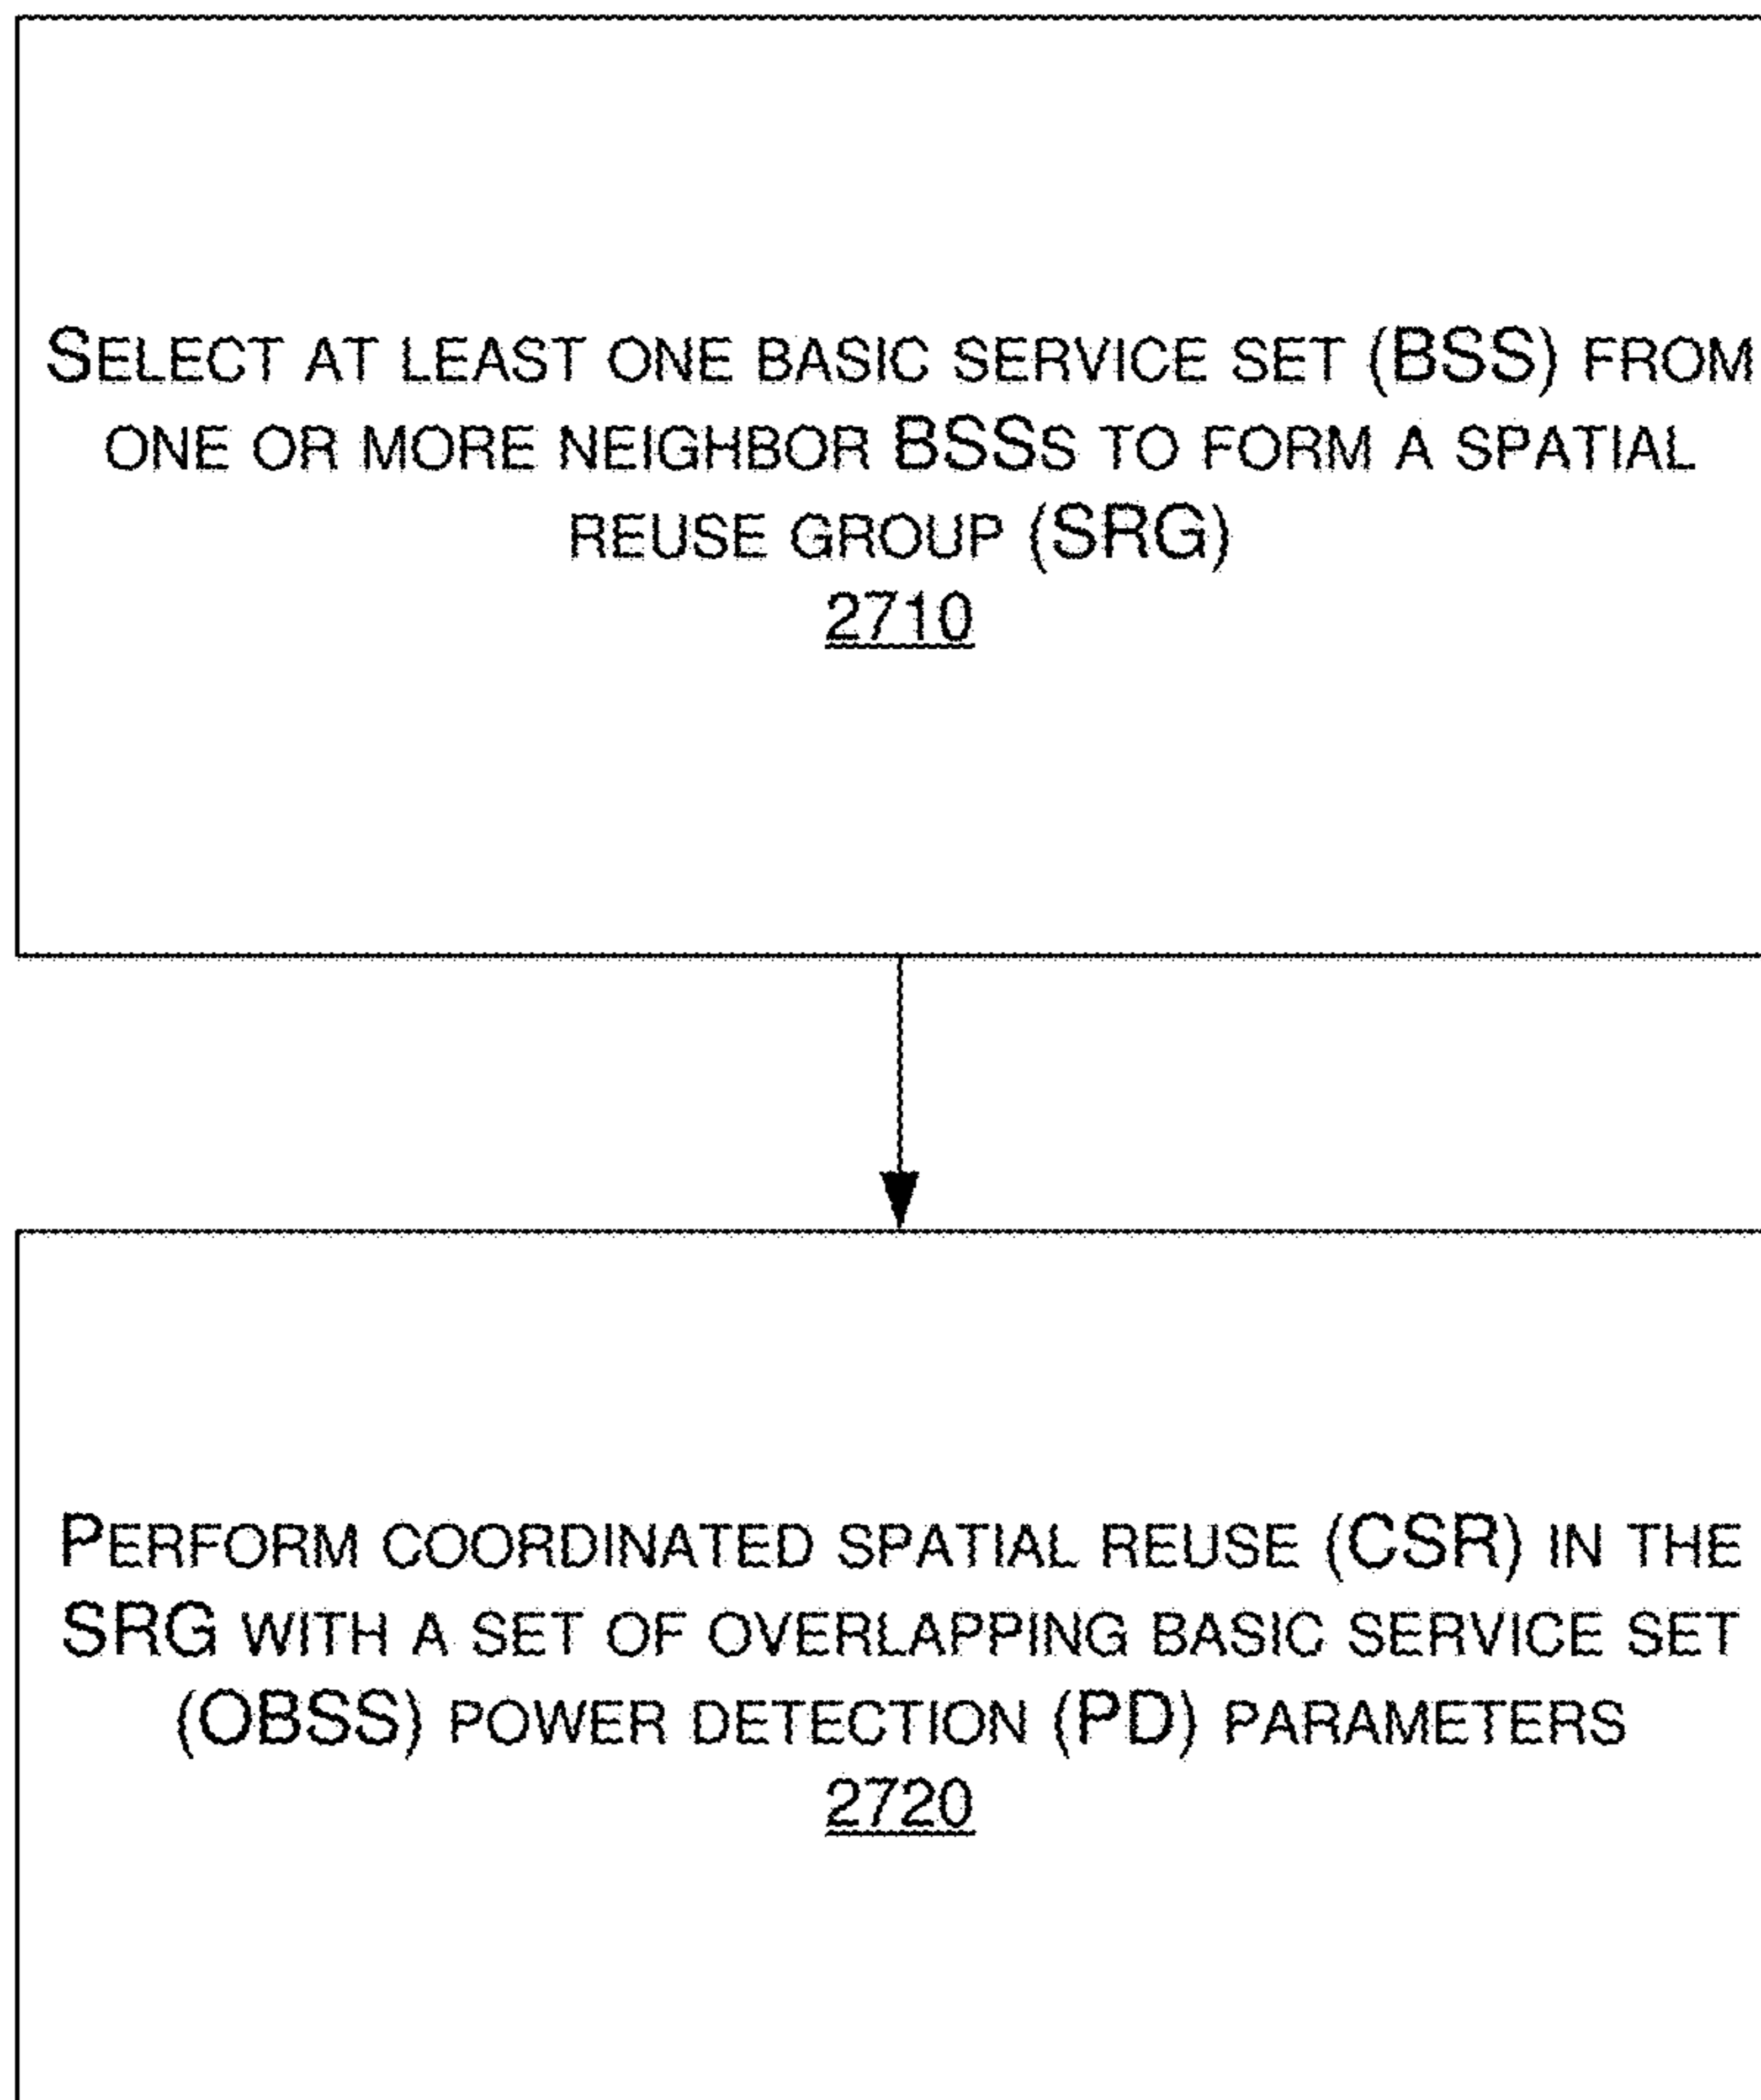 SELECT AT LEAST ONE BASIC SERVICE SET (BSS) FROM
ONE OR MORE NEIGHBOR BSSS TO FORM A SPATIAL
REUSE GROUP (SRG)
2710
PERFORM COORDINATED SPATIAL REUSE (CSR) IN THE
SRG WITH A SET OF OVERLAPPING BASIC SERVICE SET
(OBSS) POWER DETECTION (PD) PARAMETERS
2720